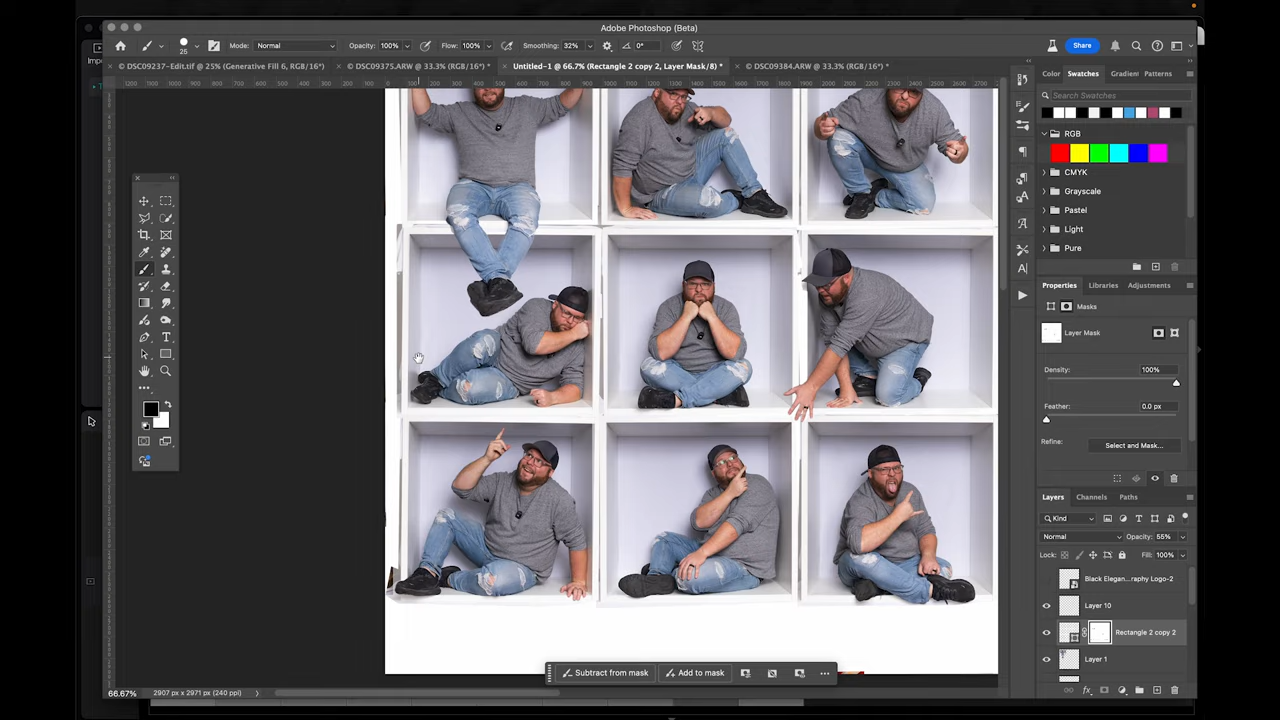 Adobe Photoshop (Beta)
25
Mode: Normal
Opacity: 100%
Flow: 100%
Smoothing: 32%
0°
Share
© DSC09237-Edit.tif @ 25% (Generative Fill 6, RGB/16*)
© DSC09375.ARW @ 33.3% (RGB/16*) *
Untitled-1 @ 66.7% (Rectangle 2 copy 2, Layer Mask/8) *
© DSC09384.ARW @ 33.3% (RGB/16*) *
Color
Swatches
Gradien
Patterns
Search Swatches
RGB
CMYK
Grayscale
Pastel
Light
Pure
Properties
Libraries
Adjustments
Masks
Layer Mask
Density:
100%
Feather:
0.0 px
Refine:
Select and Mask...
Layers
Channels
Paths
Kind
Normal
Opacity: 55%
Lock:
Fill: 100%
Black Elegan...raphy Logo-2
Layer 10
Rectangle 2 copy 2
Layer 1
Subtract from mask
Add to mask
66.67%
2907 px x 2971 px (240 ppi)